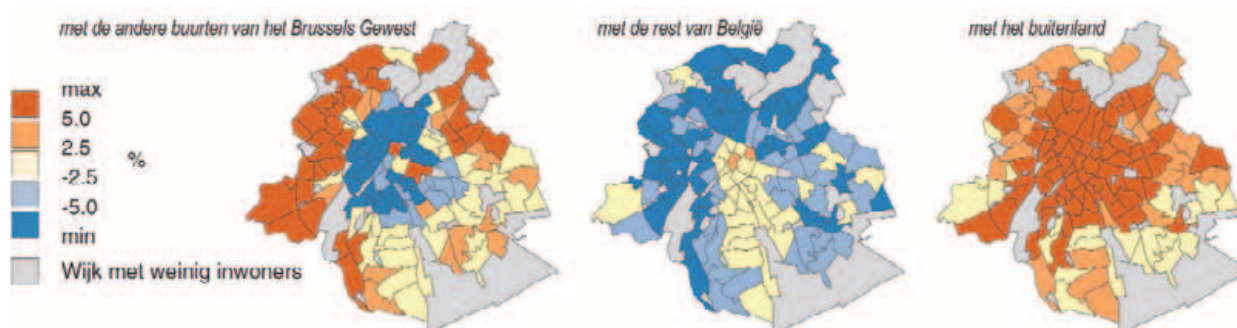 met de andere buurten van het Brussels Gewest
met de rest van België
met het buitenland
max
5.0
2.5
%
-2.5
-5.0
min
Wijk met weinig inwoners